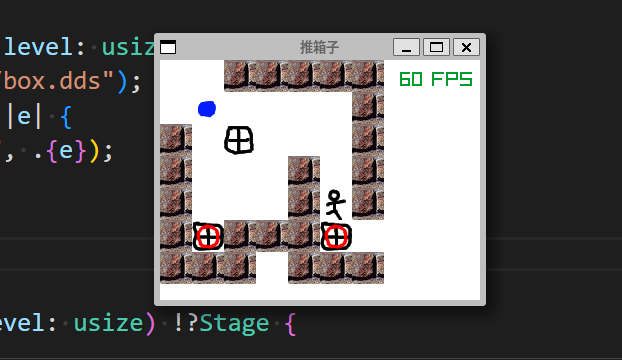 level: usiz
/box.dds");
|e| {
, .{e});
推箱子
60 FPS
evel: usize) !?Stage {